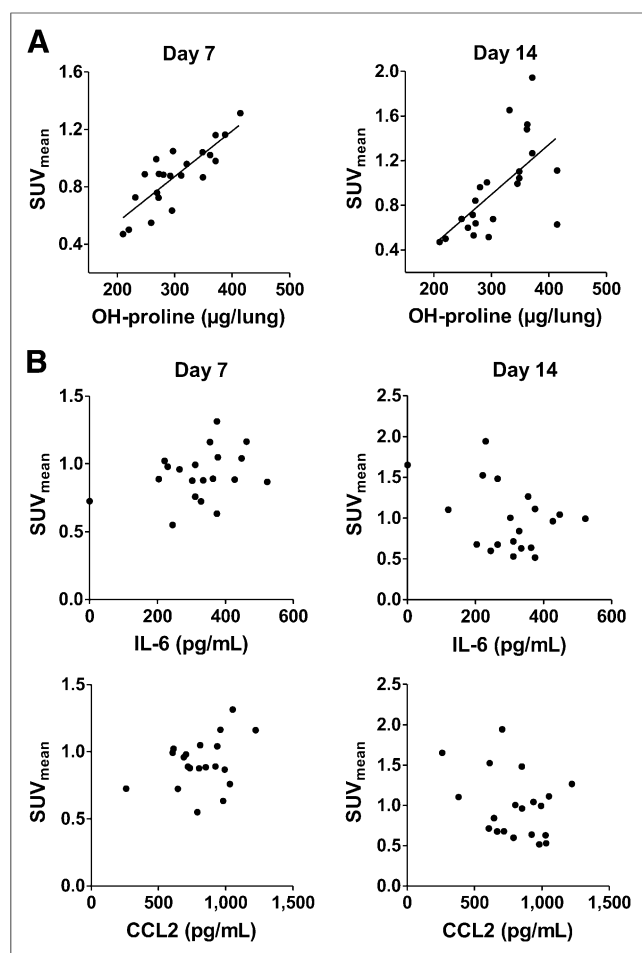 A
Day 7
Day 14
1.6
1.2
0.8
0.4
SUVmean
200 300 400 500
OH-proline (μg/lung)
2.0
1.6
1.2
0.8
0.4
SUVmean
200 300 400 500
OH-proline (μg/lung)
B
Day 7
Day 14
1.5
1.0
0.5
0.0
SUVmean
0 200 400 600
IL-6 (pg/mL)
2.5
2.0
1.5
1.0
0.5
0.0
SUVmean
0 200 400 600
IL-6 (pg/mL)
1.5
1.0
0.5
0.0
SUVmean
0 500 1,000 1,500
CCL2 (pg/mL)
2.5
2.0
1.5
1.0
0.5
0.0
SUVmean
0 500 1,000 1,500
CCL2 (pg/mL)